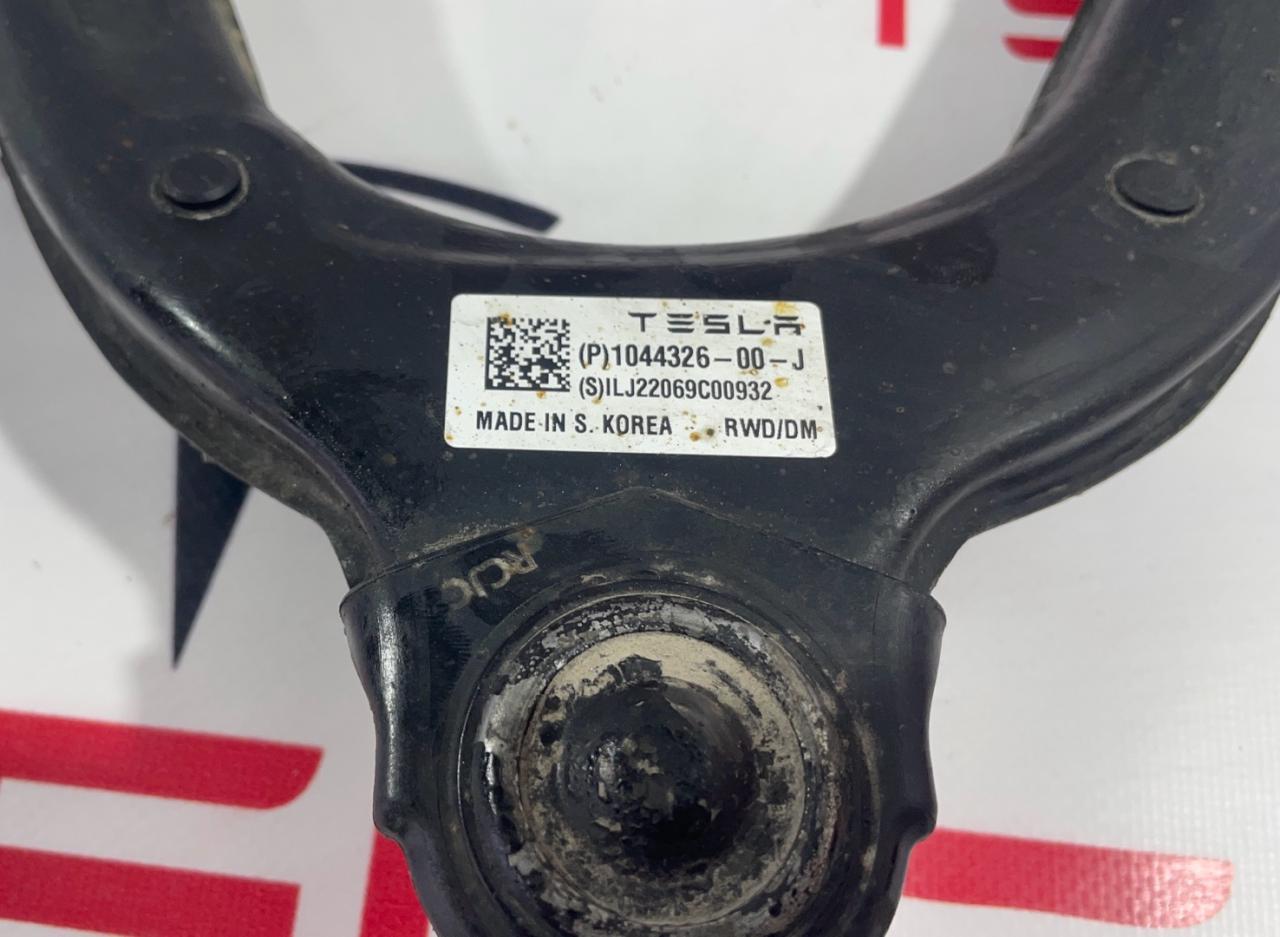 TESLA
(P)1044326-00-J
(S)ILJ22069C00932
MADE IN S. KOREA RWD/DM